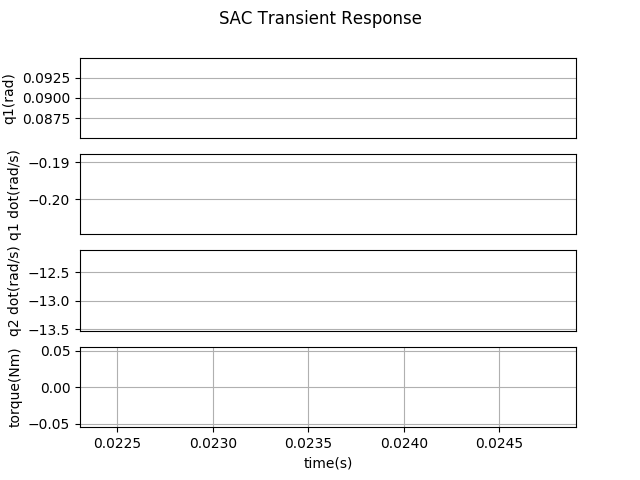 SAC Transient Response
q1(rad)
0.0925
0.0900
0.0875
q1 dot(rad/s)
−0.19
−0.20
q2 dot(rad/s)
−12.5
−13.0
−13.5
torque(Nm)
0.05
0.00
−0.05
0.0225 0.0230 0.0235 0.0240 0.0245
time(s)